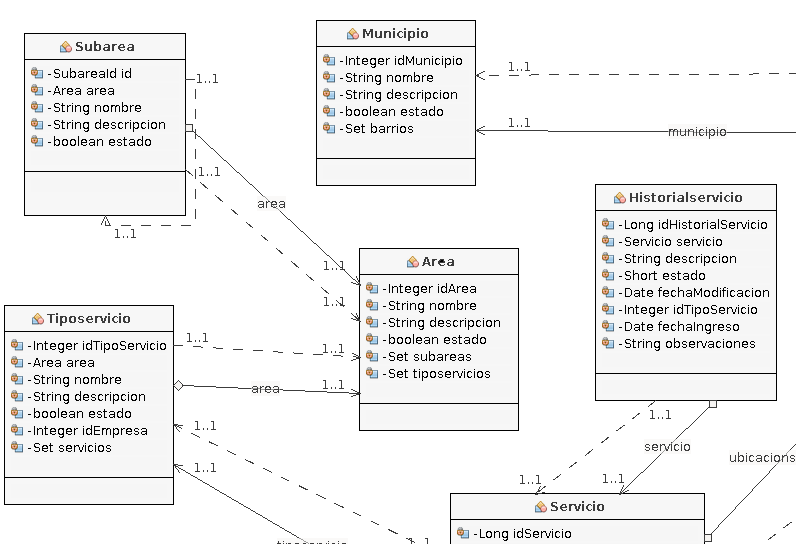 Subarea
-SubareaId id
-Area area
-String nombre
-String descripcion
-boolean estado
1..1
1..1
1..1
Municipio
-Integer idMunicipio
-String nombre
-String descripcion
-boolean estado
-Set barrios
1..1
1..1
municipio
Historialservicio
-Long idHistorialServicio
-Servicio servicio
-String descripcion
-Short estado
-Date fechaModificacion
-Integer idTipoServicio
-Date fechaIngreso
-String observaciones
area
1..1
1..1
Area
-Integer idArea
-String nombre
-String descripcion
-boolean estado
-Set subareas
-Set tiposervicios
Tiposervicio
-Integer idTipoServicio
-Area area
-String nombre
-String descripcion
-boolean estado
-Integer idEmpresa
-Set servicios
1..1
1..1
area
1..1
1..1
1..1
1..1
servicio
1..1
ubicacions
Servicio
-Long idServicio